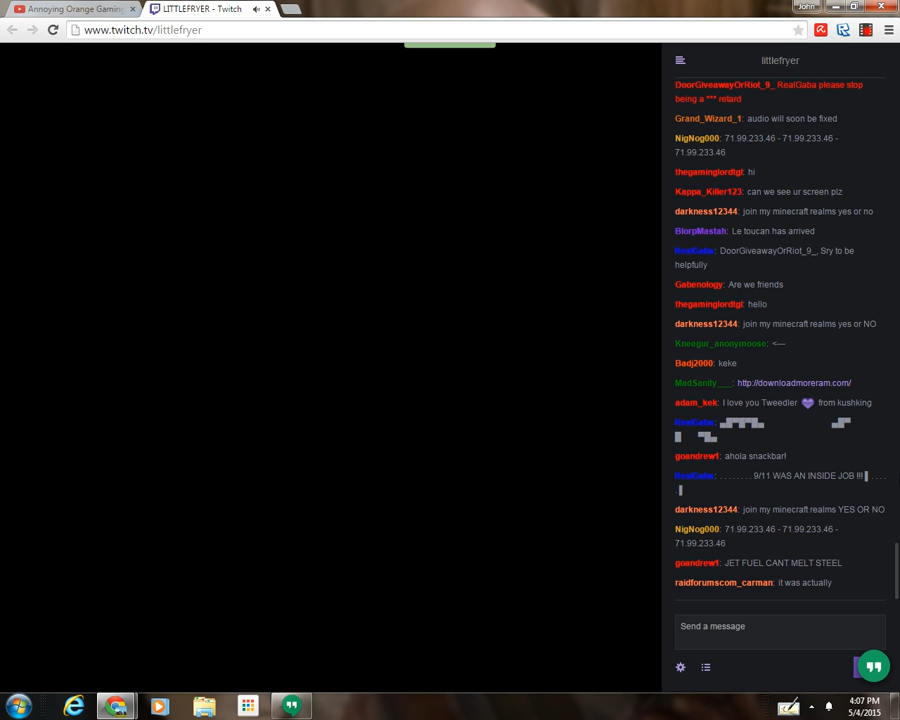 Annoying Orange Gaming
LITTLEFRYER - Twitch
John
www.twitch.tv/littlefryer
littlefryer
DoorGiveawayOrRiot_9_ RealGaba please stop
being a *** retard
Grand_Wizard_1: audio will soon be fixed
NigNog000: 71.99.233.46 - 71.99.233.46 -
71.99.233.46
thegaminglordtgl: hi
Kappa_Killer123: can we see ur screen plz
darkness12344: join my minecraft realms yes or no
BlorpMastah: Le toucan has arrived
RealGaba: DoorGiveawayOrRiot_9_, Sry to be
helpfully
Gabenology: Are we friends
thegaminglordtgl: hello
darkness12344: join my minecraft realms yes or NO
Kneegur_anonymoose: <---
Badj2000: keke
MadSanity___: http://downloadmoreram.com/
adam_kek: I love you Tweedler from kushking
RealGaba:
goandrew1: ahola snackbar!
RealGaba: . . . . . . . . 9/11 WAS AN INSIDE JOB !!! ▌ . . . .
. ▌
darkness12344: join my minecraft realms YES OR NO
NigNog000: 71.99.233.46 - 71.99.233.46 -
71.99.233.46
goandrew1: JET FUEL CANT MELT STEEL
raidforumscom_carman: it was actually
Send a message
4:07 PM
5/4/2015